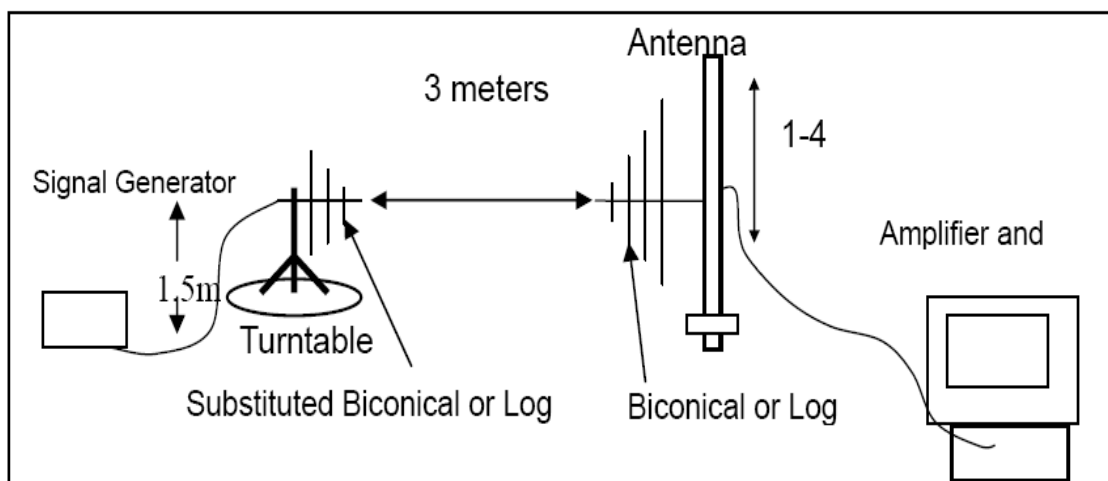 Antenna
3 meters
1-4
Signal Generator
Amplifier and
1.5m
Turntable
Substituted Biconical or Log
Biconical or Log